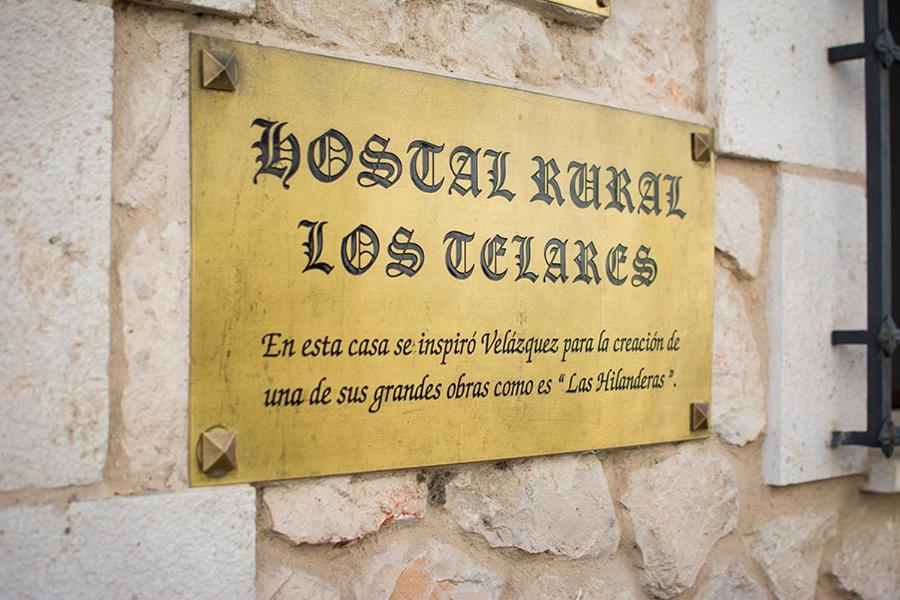 HOSTAL RURAL
LOS TELARES
En esta casa se inspiró Velázquez para la creación de
una de sus grandes obras como es “ Las Hilanderas ”.